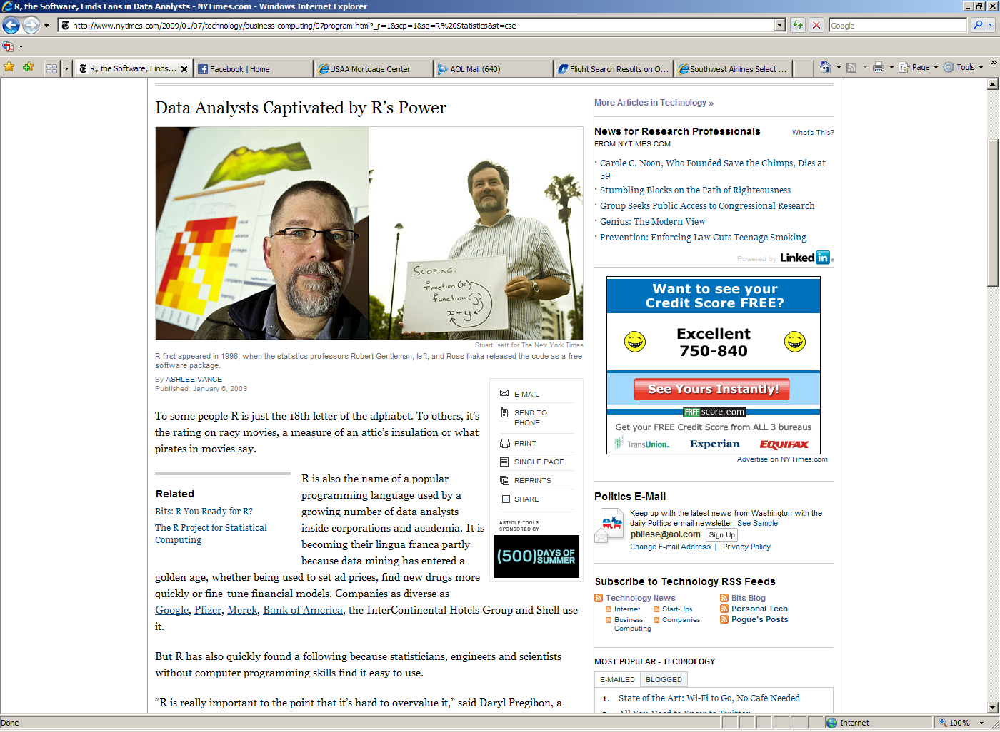 R, the Software, Finds Fans in Data Analysts - NYTimes.com - Windows Internet Explorer
http://www.nytimes.com/2009/01/07/technology/business-computing/07program.html?_r=1&scp=1&sq=R%20Statistics&st=cse
Google
R, the Software, Finds...
Facebook | Home
USAA Mortgage Center
AOL Mail (640)
Flight Search Results on O...
Southwest Airlines Select ...
Page
Tools
Data Analysts Captivated by R's Power
SCOPING:
function(x)
function(y)
x+y
Stuart Isett for The New York Times
R first appeared in 1996, when the statistics professors Robert Gentleman, left, and Ross Ihaka released the code as a free
software package.
By ASHLEE VANCE
Published: January 6, 2009
To some people R is just the 18th letter of the alphabet. To others, it's
the rating on racy movies, a measure of an attic's insulation or what
pirates in movies say.
Related
Bits: R You Ready for R?
The R Project for Statistical
Computing
R is also the name of a popular
programming language used by a
growing number of data analysts
inside corporations and academia. It is
becoming their lingua franca partly
because data mining has entered a
golden age, whether being used to set ad prices, find new drugs more
quickly or fine-tune financial models. Companies as diverse as
Google, Pfizer, Merck, Bank of America, the InterContinental Hotels Group and Shell use
it.
But R has also quickly found a following because statisticians, engineers and scientists
without computer programming skills find it easy to use.
“R is really important to the point that it's hard to overvalue it,” said Daryl Pregibon, a
E-MAIL
SEND TO
PHONE
PRINT
SINGLE PAGE
REPRINTS
SHARE
ARTICLE TOOLS
SPONSORED BY
(500) DAYS OF
SUMMER
More Articles in Technology »
News for Research Professionals
What's This?
FROM NYTIMES.COM
Carole C. Noon, Who Founded Save the Chimps, Dies at
59
Stumbling Blocks on the Path of Righteousness
Group Seeks Public Access to Congressional Research
Genius: The Modern View
Prevention: Enforcing Law Cuts Teenage Smoking
Powered by LinkedIn
Want to see your
Credit Score FREE?
Excellent
750-840
See Yours Instantly!
FREEscore.com
Get your FREE Credit Score from ALL 3 bureaus
TransUnion Experian EQUIFAX
Advertise on NYTimes.com
Politics E-Mail
Keep up with the latest news from Washington with the
daily Politics e-mail newsletter. See Sample
pbliese@aol.com Sign Up
Change E-mail Address | Privacy Policy
Subscribe to Technology RSS Feeds
Technology News
Internet
Start-Ups
Business
Computing
Companies
Bits Blog
Personal Tech
Pogue's Posts
MOST POPULAR - TECHNOLOGY
E-MAILED
BLOGGED
1. State of the Art: Wi-Fi to Go, No Cafe Needed
All You Need to Know to Twitter
Done
Internet
100%